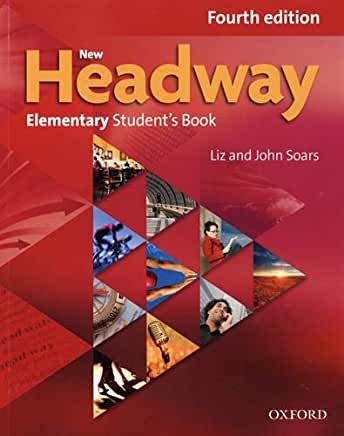 Fourth edition
New
Headway
Elementary Student's Book
Liz and John Soars
OXFORD